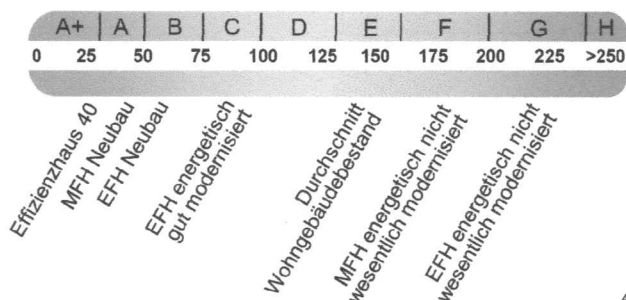 A+ A B C D E F G H
0 25 50 75 100 125 150 175 200 225 >250
Effizienzhaus 40
MFH Neubau
EFH Neubau
EFH energetisch
gut modernisiert
Durchschnitt
Wohngebäudebestand
MFH energetisch nicht
wesentlich modernisiert
EFH energetisch nicht
wesentlich modernisiert